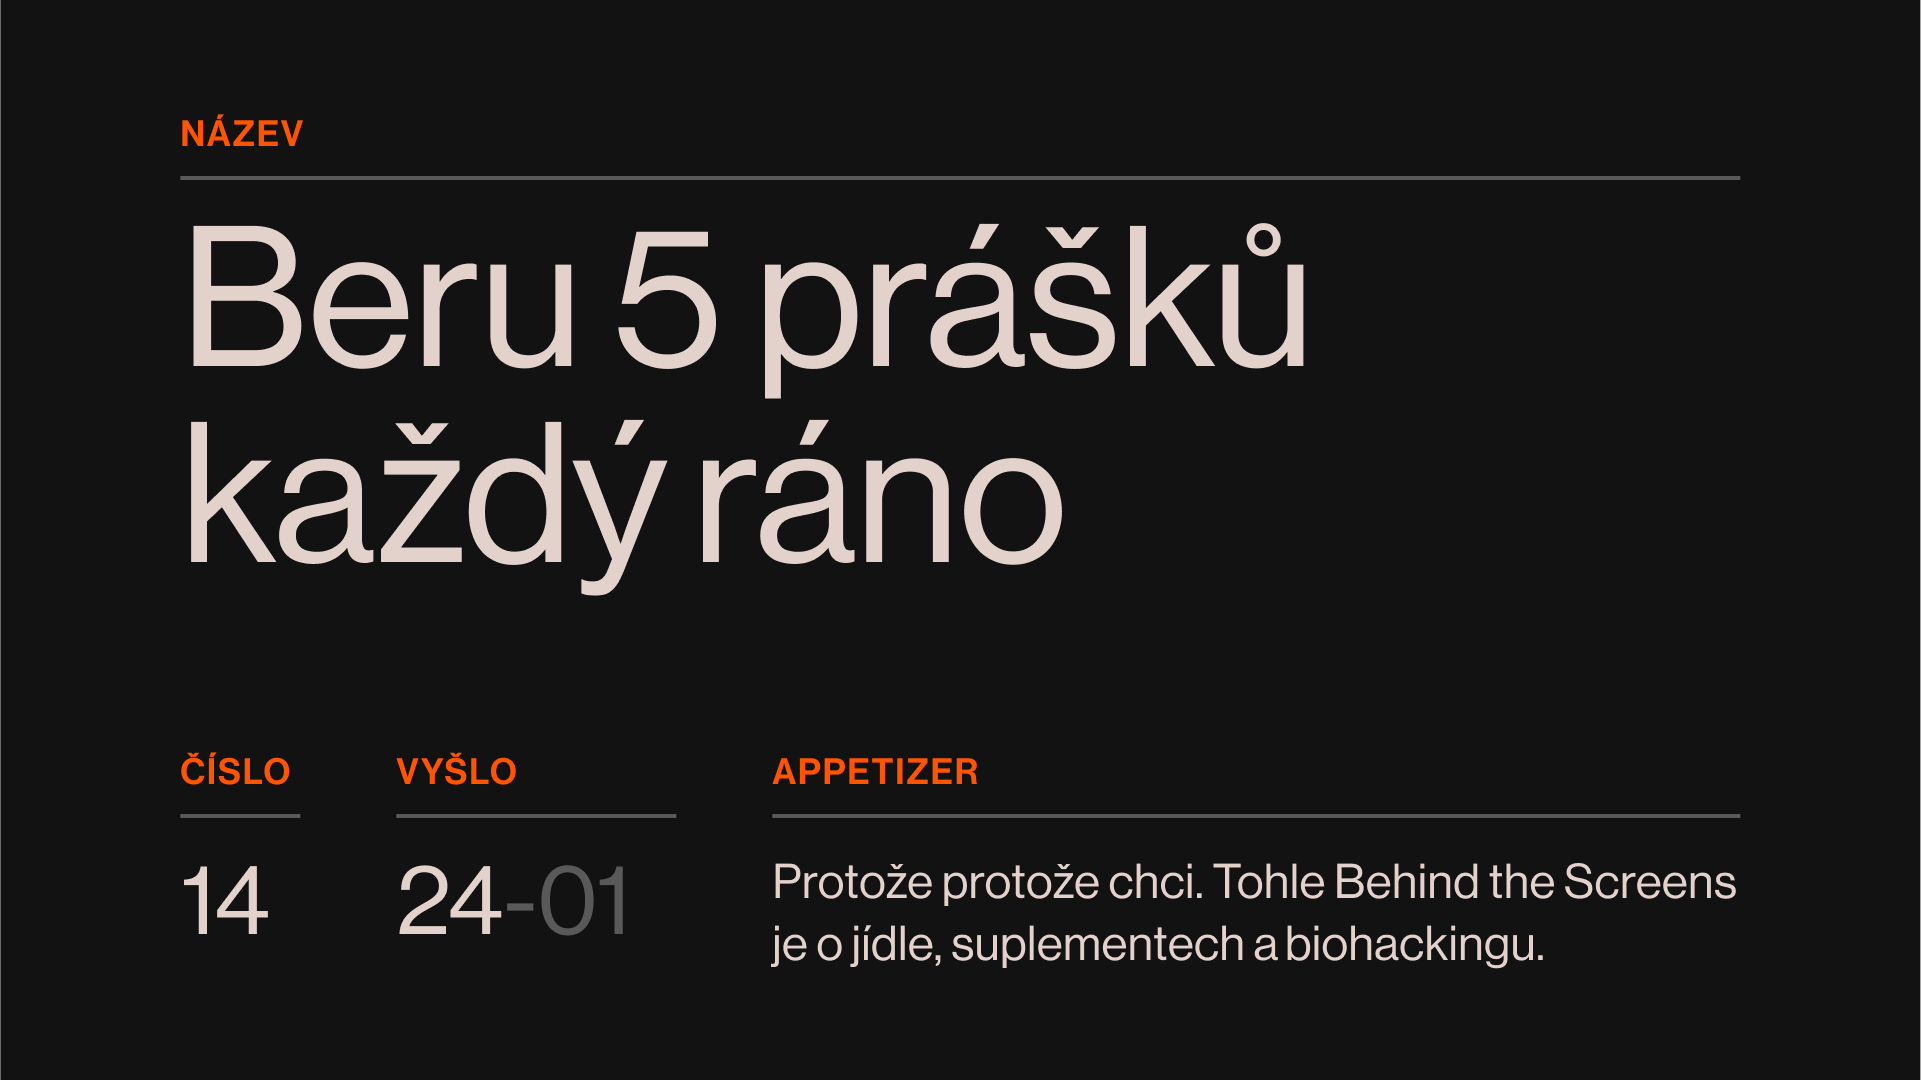 NÁZEV
Beru 5 prášků
každý ráno
ČÍSLO
14
VYŠLO
24-01
APPETIZER
Protože protože chci. Tohle Behind the Screens
je o jídle, suplementech a biohackingu.